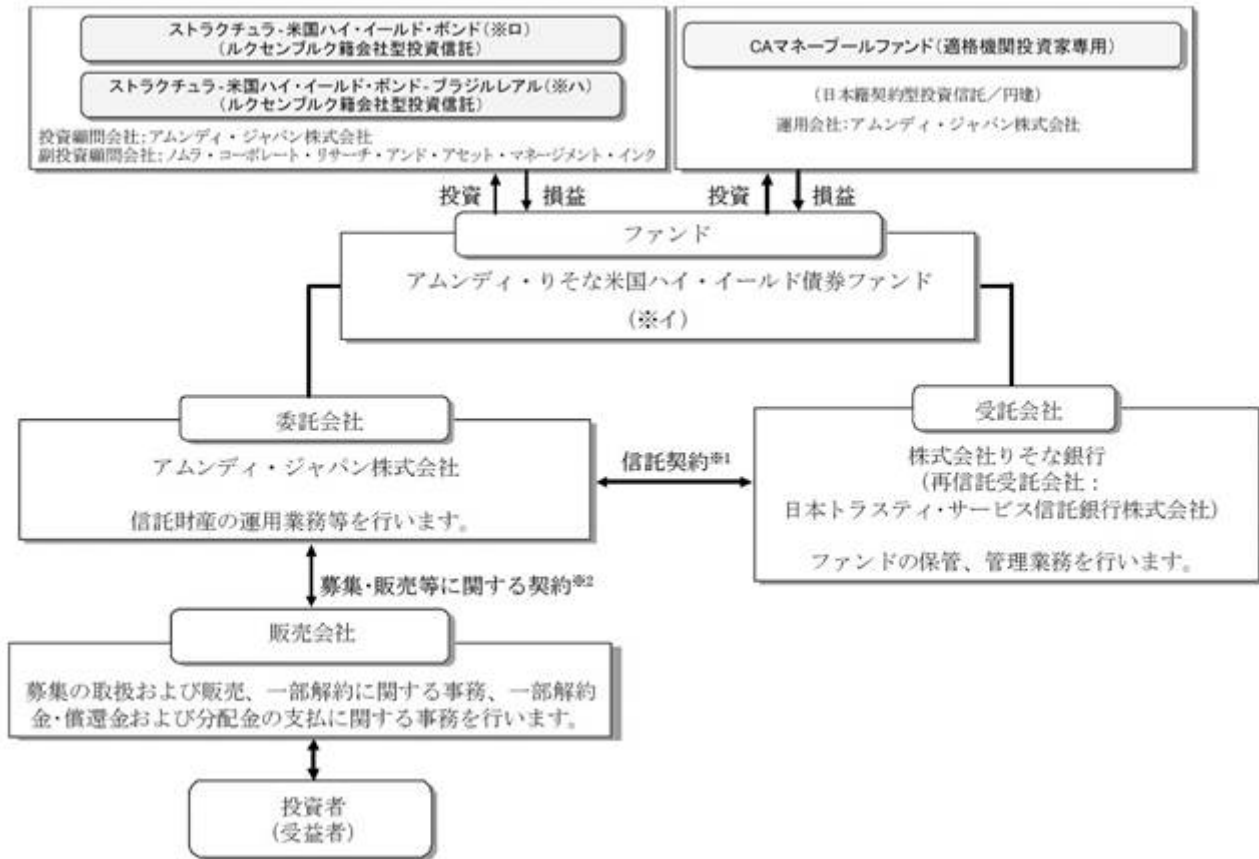 ストラクチュラ-米国ハイ・イールド・ボンド(※ロ)
(ルクセンブルク籍会社型投資信託)
ストラクチュラ-米国ハイ・イールド・ボンド-ブラジルレアル(※ハ)
(ルクセンブルク籍会社型投資信託)
投資顧問会社:アムンディ・ジャパン株式会社
副投資顧問会社:ノムラ・コーポレート・リサーチ・アンド・アセット・マネージメント・インク
CAマネープールファンド(適格機関投資家専用)
(日本籍契約型投資信託/円建)
運用会社:アムンディ・ジャパン株式会社
投資
損益
投資
損益
ファンド
アムンディ・りそな米国ハイ・イールド債券ファンド
(※イ)
委託会社
アムンディ・ジャパン株式会社
信託財産の運用業務等を行います。
信託契約※1
受託会社
株式会社りそな銀行
(再信託受託会社:
日本トラスティ・サービス信託銀行株式会社)
ファンドの保管、管理業務を行います。
募集・販売等に関する契約※2
販売会社
募集の取扱および販売、一部解約に関する事務、一部解約
金・償還金および分配金の支払に関する事務を行います。
投資者
(受益者)